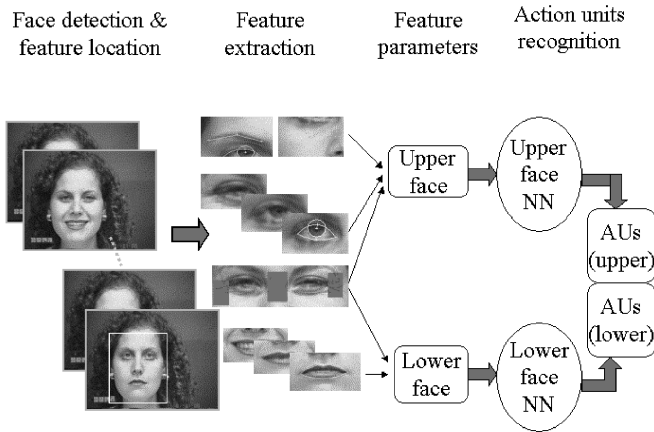 Face detection &
feature location
Feature
extraction
Feature
parameters
Action units
recognition
Upper
face
Upper
face
NN
AUs
(upper)
AUs
(lower)
Lower
face
Lower
face
NN